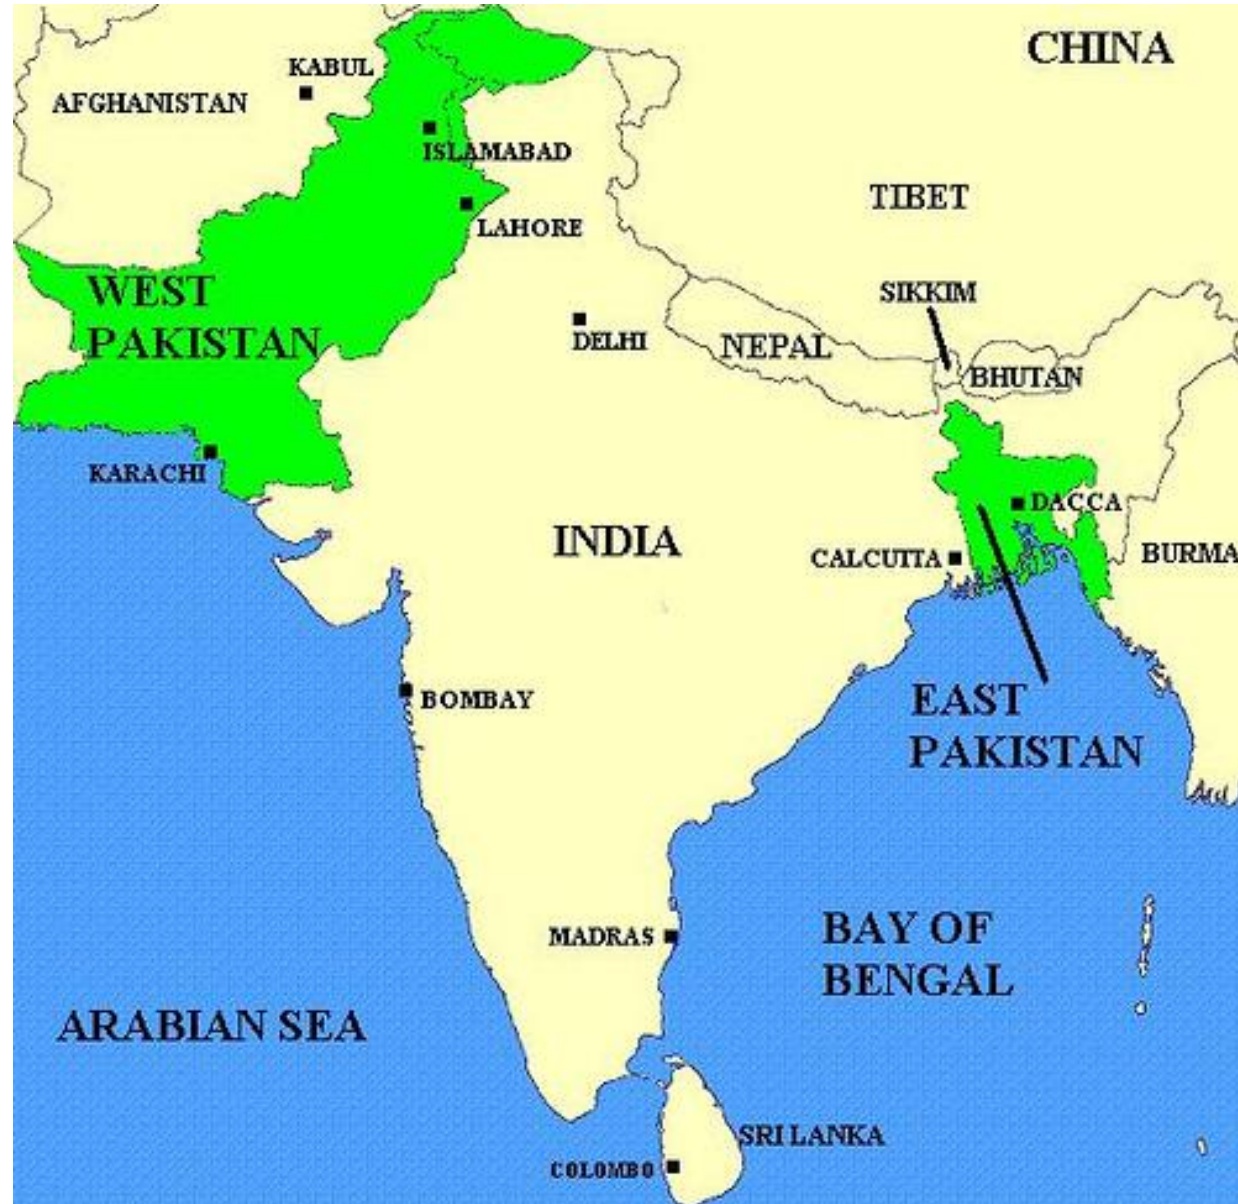 CHINA
KABUL
AFGHANISTAN
ISLAMABAD
TIBET
LAHORE
WEST
PAKISTAN
SIKKIM
DELHI
NEPAL
BHUTAN
KARACHI
DACCA
INDIA
CALCUTTA
BURMA
BOMBAY
EAST
PAKISTAN
MADRAS
BAY OF
BENGAL
ARABIAN SEA
SRI LANKA
COLOMBO